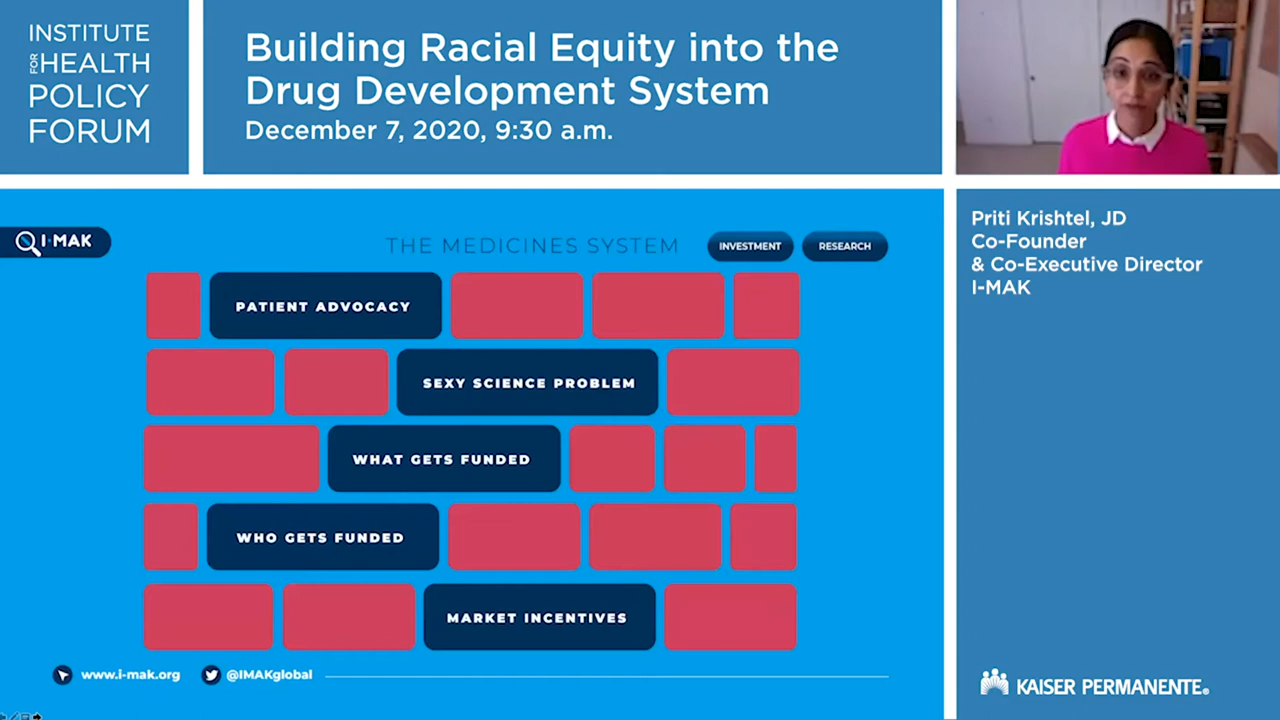 INSTITUTE
FOR HEALTH
POLICY
FORUM
Building Racial Equity into the
Drug Development System
December 7, 2020, 9:30 a.m.
Priti Krishtel, JD
Co-Founder
& Co-Executive Director
I-MAK
I·MAK
THE MEDICINES SYSTEM
INVESTMENT
RESEARCH
PATIENT ADVOCACY
SEXY SCIENCE PROBLEM
WHAT GETS FUNDED
WHO GETS FUNDED
MARKET INCENTIVES
www.i-mak.org
@IMAKglobal
KAISER PERMANENTE®